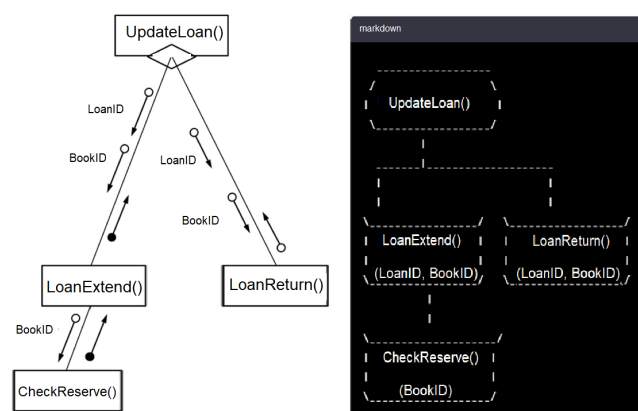 UpdateLoan()
LoanID
BookID
LoanID
BookID
LoanExtend()
LoanReturn()
BookID
CheckReserve()
markdown
UpdateLoan()
LoanExtend()
(LoanID, BookID)
LoanReturn()
(LoanID, BookID)
CheckReserve()
(BookID)